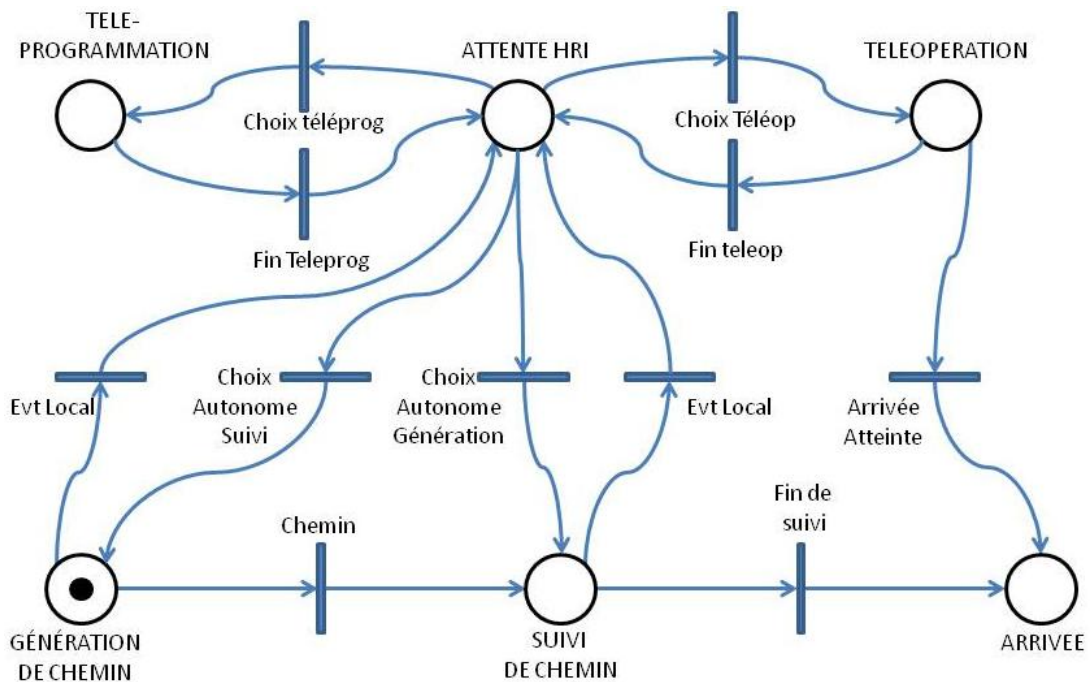 TELE-
PROGRAMMATION
ATTENTE HRI
TELEOPERATION
Choix téléprog
Choix Téléop
Fin Teleprog
Fin teleop
Evt Local
Choix
Autonome
Suivi
Choix
Autonome
Génération
Evt Local
Arrivée
Atteinte
Chemin
Fin de
suivi
GÉNÉRATION
DE CHEMIN
SUIVI
DE CHEMIN
ARRIVEE